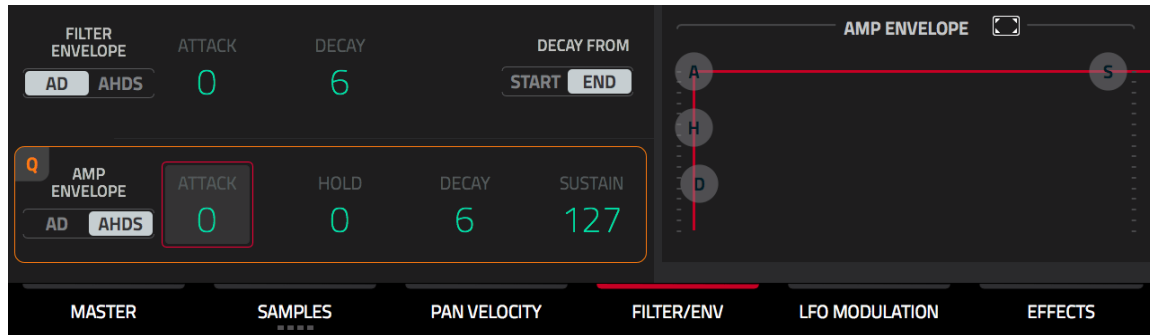 FILTER
ENVELOPE
ATTACK
DECAY
DECAY FROM
AD AHDS
0
6
START END
Q
AMP
ENVELOPE
ATTACK
HOLD
DECAY
SUSTAIN
AD AHDS
0
0
6
127
AMP ENVELOPE
A
S
H
D
MASTER
SAMPLES
PAN VELOCITY
FILTER/ENV
LFO MODULATION
EFFECTS